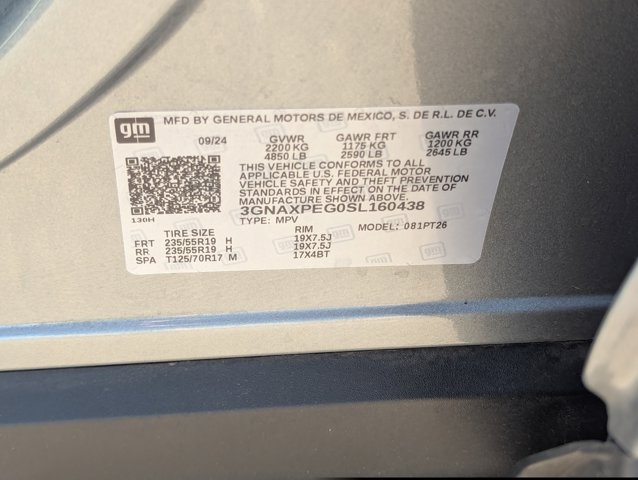 gm
MFD BY GENERAL MOTORS DE MEXICO, S. DE R.L. DE C.V.
09/24 GVWR GAWR FRT GAWR RR
2200 KG 1175 KG 1200 KG
4850 LB 2590 LB 2645 LB
THIS VEHICLE CONFORMS TO ALL
APPLICABLE U.S. FEDERAL MOTOR
VEHICLE SAFETY AND THEFT PREVENTION
STANDARDS IN EFFECT ON THE DATE OF
MANUFACTURE SHOWN ABOVE.
3GNAXPEG0SL160438
130H TYPE: MPV MODEL: 081PT26
TIRE SIZE RIM
FRT 235/55R19 H 19X7.5J
RR 235/55R19 H 19X7.5J
SPA T125/70R17 M 17X4BT